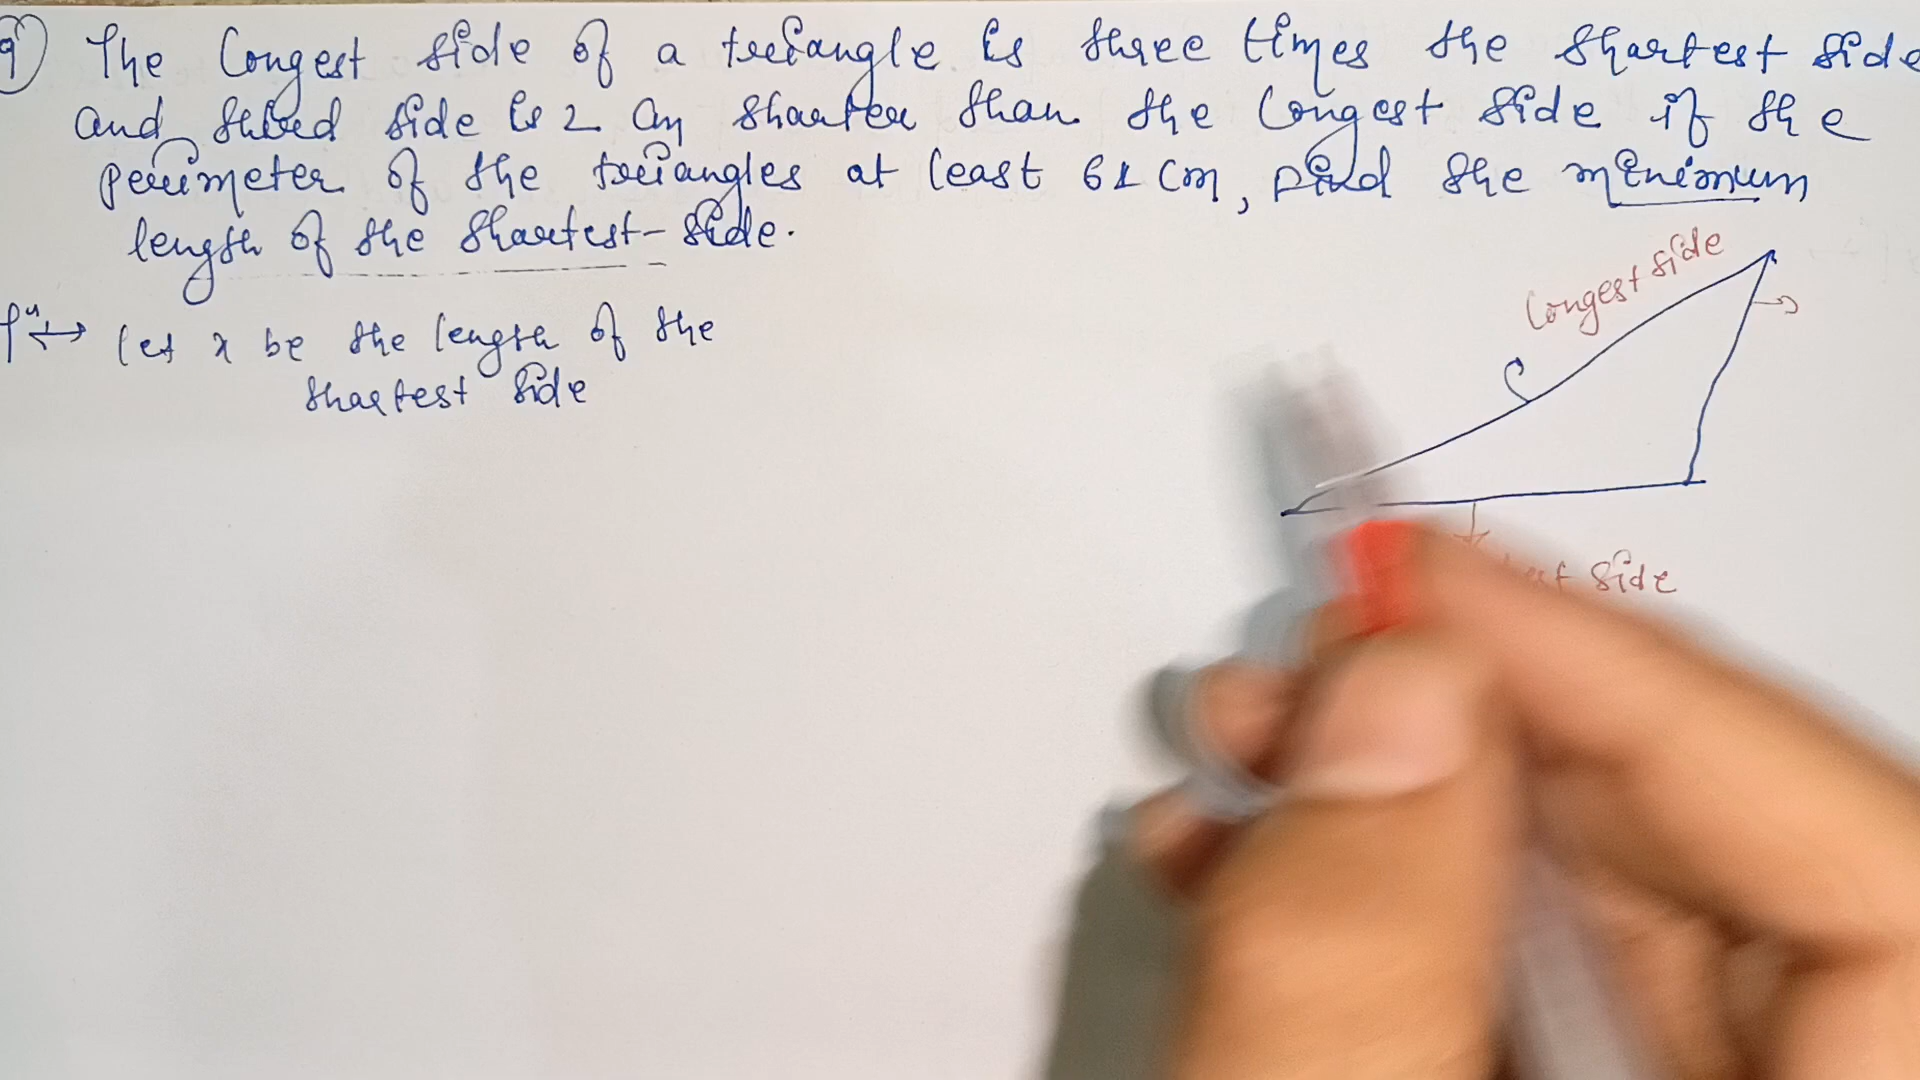 9) The longest side of a triangle is three times the shortest side
and third side is 2 cm shorter than the longest side if the
perimeter of the triangles at least 61 cm, find the minimum
length of the shortest side.
let x be the length of the
shortest side
longest side
side